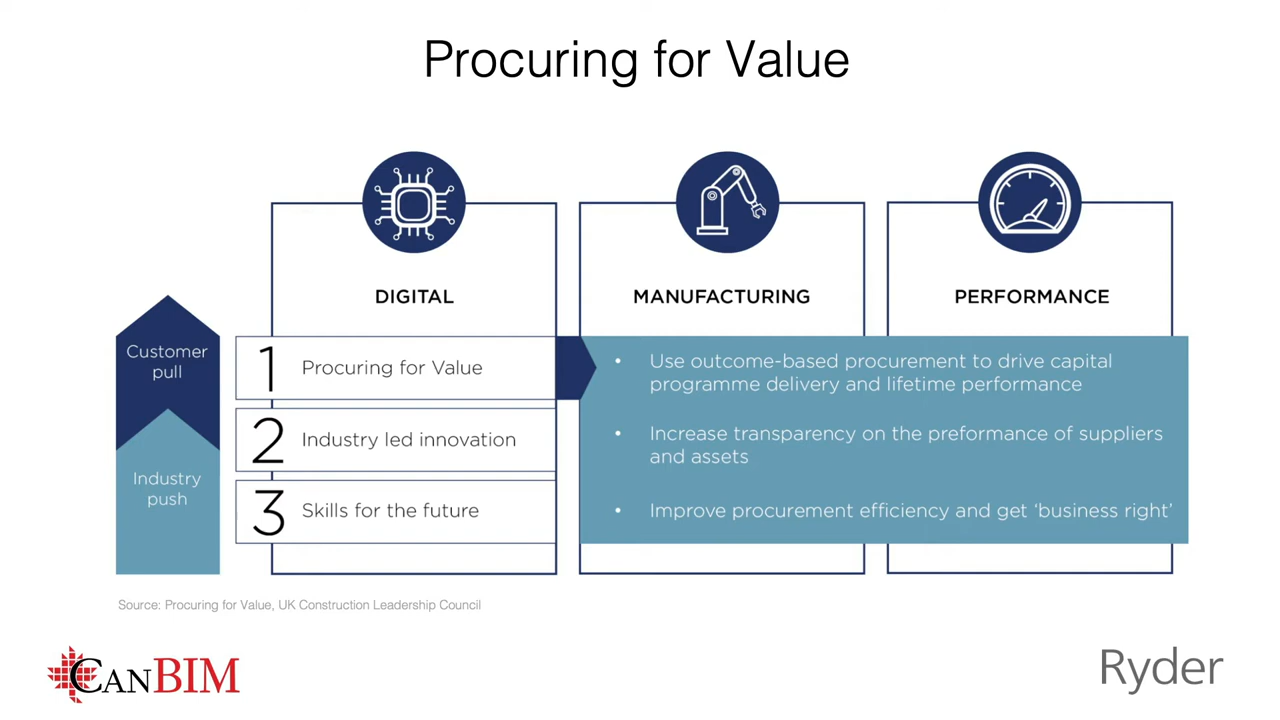 Procuring for Value
DIGITAL
MANUFACTURING
PERFORMANCE
Customer
pull
Industry
push
1 Procuring for Value
2 Industry led innovation
3 Skills for the future
• Use outcome-based procurement to drive capital
programme delivery and lifetime performance
• Increase transparency on the preformance of suppliers
and assets
• Improve procurement efficiency and get ‘business right’
Source: Procuring for Value, UK Construction Leadership Council
CANBIM
Ryder